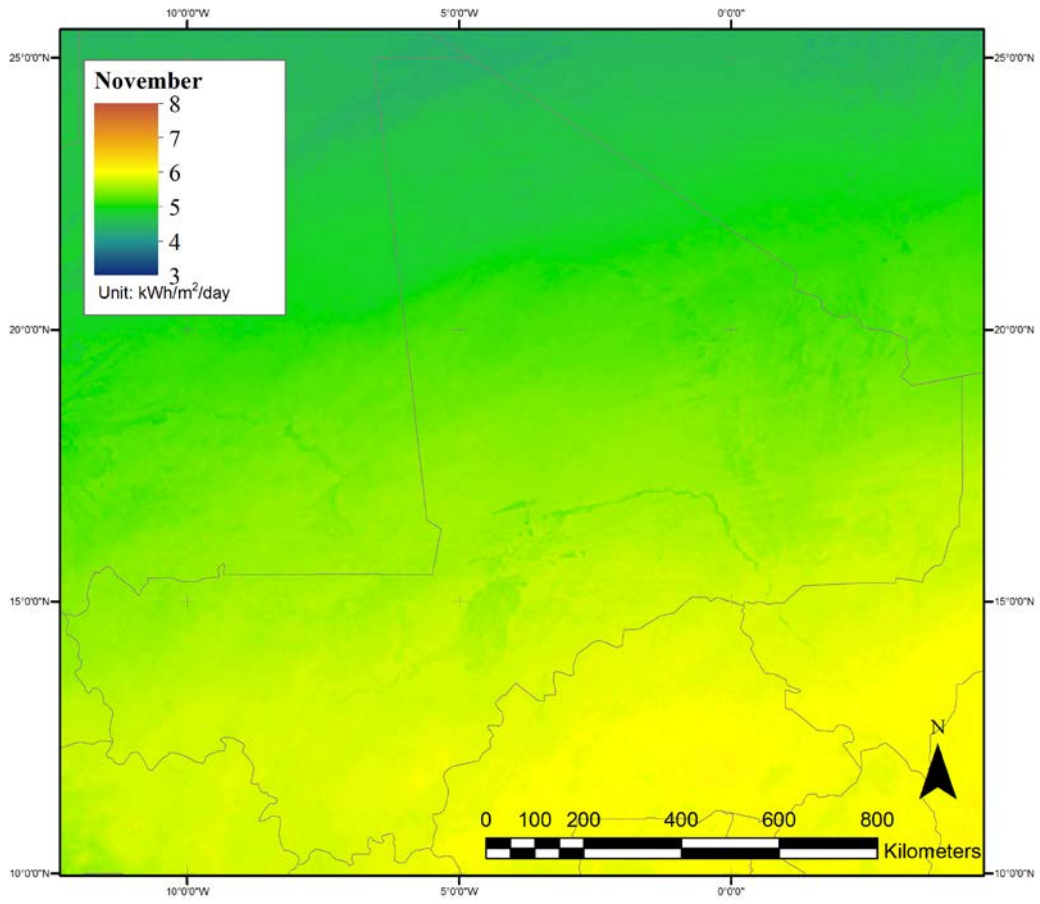 10°0'0"W 5°0'0"W 0°0'0"
25°0'0"N 25°0'0"N
November
8
7
6
5
4
3
Unit: kWh/m²/day
20°0'0"N 20°0'0"N
15°0'0"N 15°0'0"N
N
0 100 200 400 600 800
Kilometers
10°0'0"N 10°0'0"N
10°0'0"W 5°0'0"W 0°0'0"